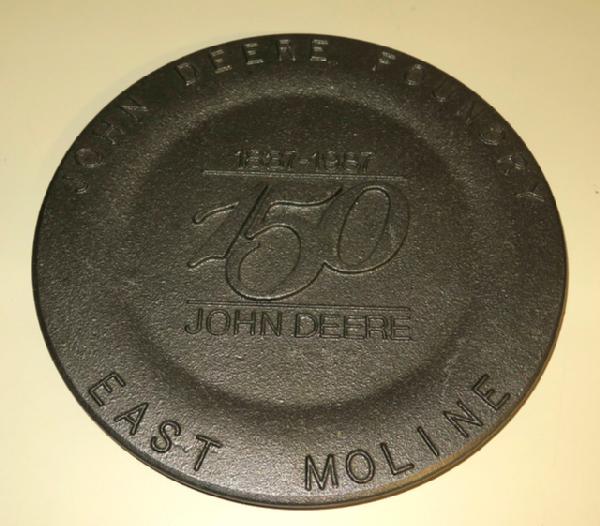 JOHN DEERE FOUNDRY
1837-1987
150
JOHN DEERE
EAST MOLINE